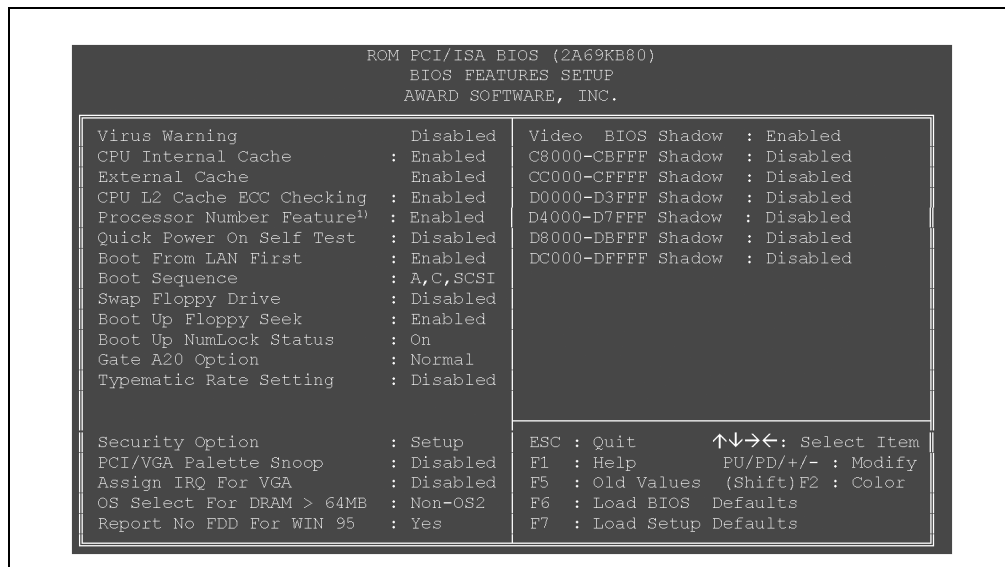 ROM PCI/ISA BIOS (2A69KB80)
BIOS FEATURES SETUP
AWARD SOFTWARE, INC.
Virus Warning Disabled
CPU Internal Cache : Enabled
External Cache Enabled
CPU L2 Cache ECC Checking : Enabled
Processor Number Feature¹⁾ : Enabled
Quick Power On Self Test : Disabled
Boot From LAN First : Enabled
Boot Sequence : A,C,SCSI
Swap Floppy Drive : Disabled
Boot Up Floppy Seek : Enabled
Boot Up NumLock Status : On
Gate A20 Option : Normal
Typematic Rate Setting : Disabled
Security Option : Setup
PCI/VGA Palette Snoop : Disabled
Assign IRQ For VGA : Disabled
OS Select For DRAM > 64MB : Non-OS2
Report No FDD For WIN 95 : Yes
Video BIOS Shadow : Enabled
C8000-CBFFF Shadow : Disabled
CC000-CFFFF Shadow : Disabled
D0000-D3FFF Shadow : Disabled
D4000-D7FFF Shadow : Disabled
D8000-DBFFF Shadow : Disabled
DC000-DFFFF Shadow : Disabled
ESC : Quit ↑↓→←: Select Item
F1 : Help PU/PD/+/- : Modify
F5 : Old Values (Shift)F2 : Color
F6 : Load BIOS Defaults
F7 : Load Setup Defaults